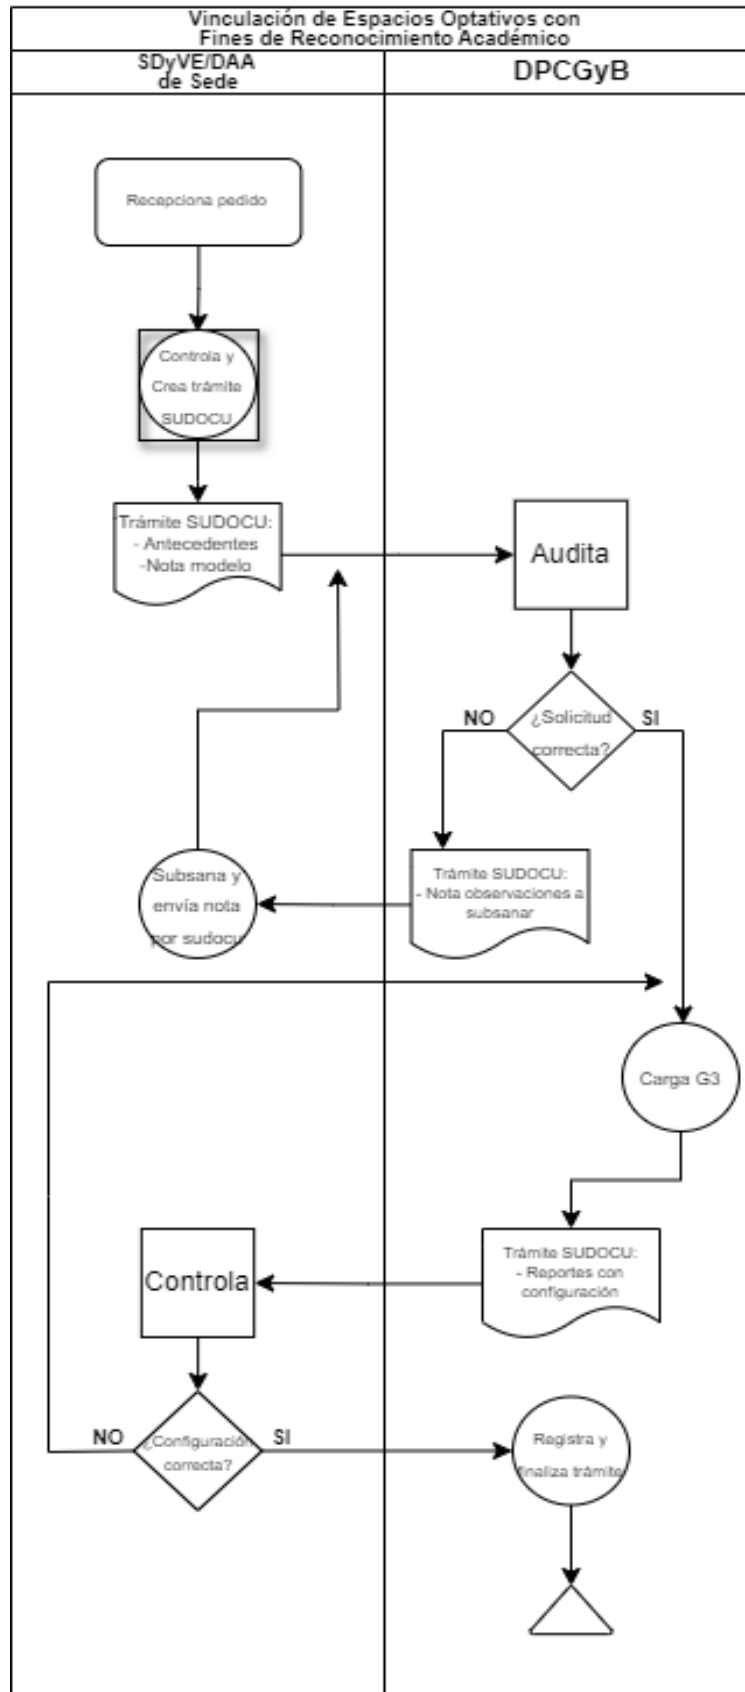 Vinculación de Espacios Optativos con
Fines de Reconocimiento Académico
SDyVE/DAA
de Sede
DPCGyB
Recepciona pedido
Controla y
Crea trámite
SUDOCU
Trámite SUDOCU:
- Antecedentes
-Nota modelo
Audita
¿Solicitud
correcta?
NO
SI
Trámite SUDOCU:
- Nota observaciones a
subsanar
Subsana y
envía nota
por sudocu
Carga G3
Trámite SUDOCU:
- Reportes con
configuración
Controla
¿Configuración
correcta?
NO
SI
Registra y
finaliza trámite